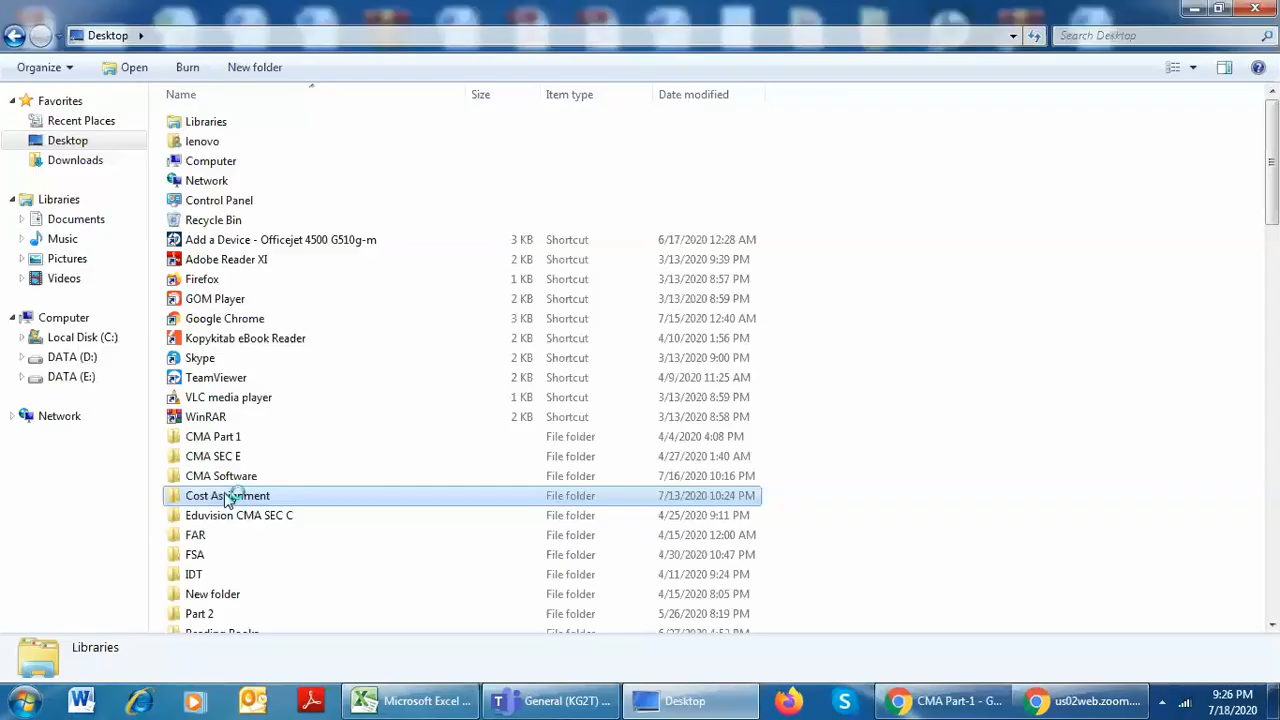 Desktop
Search Desktop
Organize Open Burn New folder
Name Size Item type Date modified
Favorites
Recent Places
Desktop
Downloads
Libraries
Documents
Music
Pictures
Videos
Computer
Local Disk (C:)
DATA (D:)
DATA (E:)
Network
Libraries
lenovo
Computer
Network
Control Panel
Recycle Bin
Add a Device - Officejet 4500 G510g-m 3 KB Shortcut 6/17/2020 12:28 AM
Adobe Reader XI 2 KB Shortcut 3/13/2020 9:39 PM
Firefox 1 KB Shortcut 3/13/2020 8:57 PM
GOM Player 2 KB Shortcut 3/13/2020 8:59 PM
Google Chrome 3 KB Shortcut 7/15/2020 12:40 AM
Kopykitab eBook Reader 2 KB Shortcut 4/10/2020 1:56 PM
Skype 2 KB Shortcut 3/13/2020 9:00 PM
TeamViewer 2 KB Shortcut 4/9/2020 11:25 AM
VLC media player 1 KB Shortcut 3/13/2020 8:59 PM
WinRAR 2 KB Shortcut 3/13/2020 8:58 PM
CMA Part 1 File folder 4/4/2020 4:08 PM
CMA SEC E File folder 4/27/2020 1:40 AM
CMA Software File folder 7/16/2020 10:16 PM
Cost Assignment File folder 7/13/2020 10:24 PM
Eduvision CMA SEC C File folder 4/25/2020 9:11 PM
FAR File folder 4/15/2020 12:00 AM
FSA File folder 4/30/2020 10:47 PM
IDT File folder 4/11/2020 9:24 PM
New folder File folder 4/15/2020 8:05 PM
Part 2 File folder 5/26/2020 8:19 PM
Libraries
Microsoft Excel ...
General (KG2T) ...
Desktop
CMA Part-1 - G...
us02web.zoom....
9:26 PM
7/18/2020